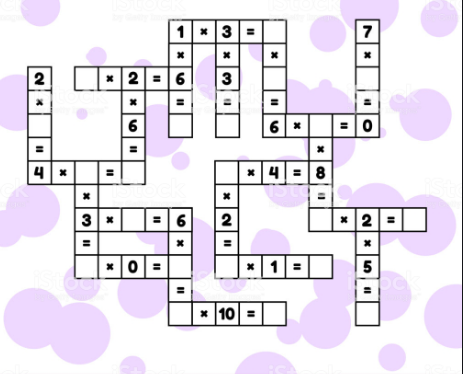 1 × 3 = 7
× × × ×
2 × 2 = 6 3
× × = = = =
6 6 × = 0
= = ×
4 × = × 4 = 8
× × =
3 × = 6 2 × 2 =
= × = ×
× 0 = × 1 = 5
= =
× 10 =